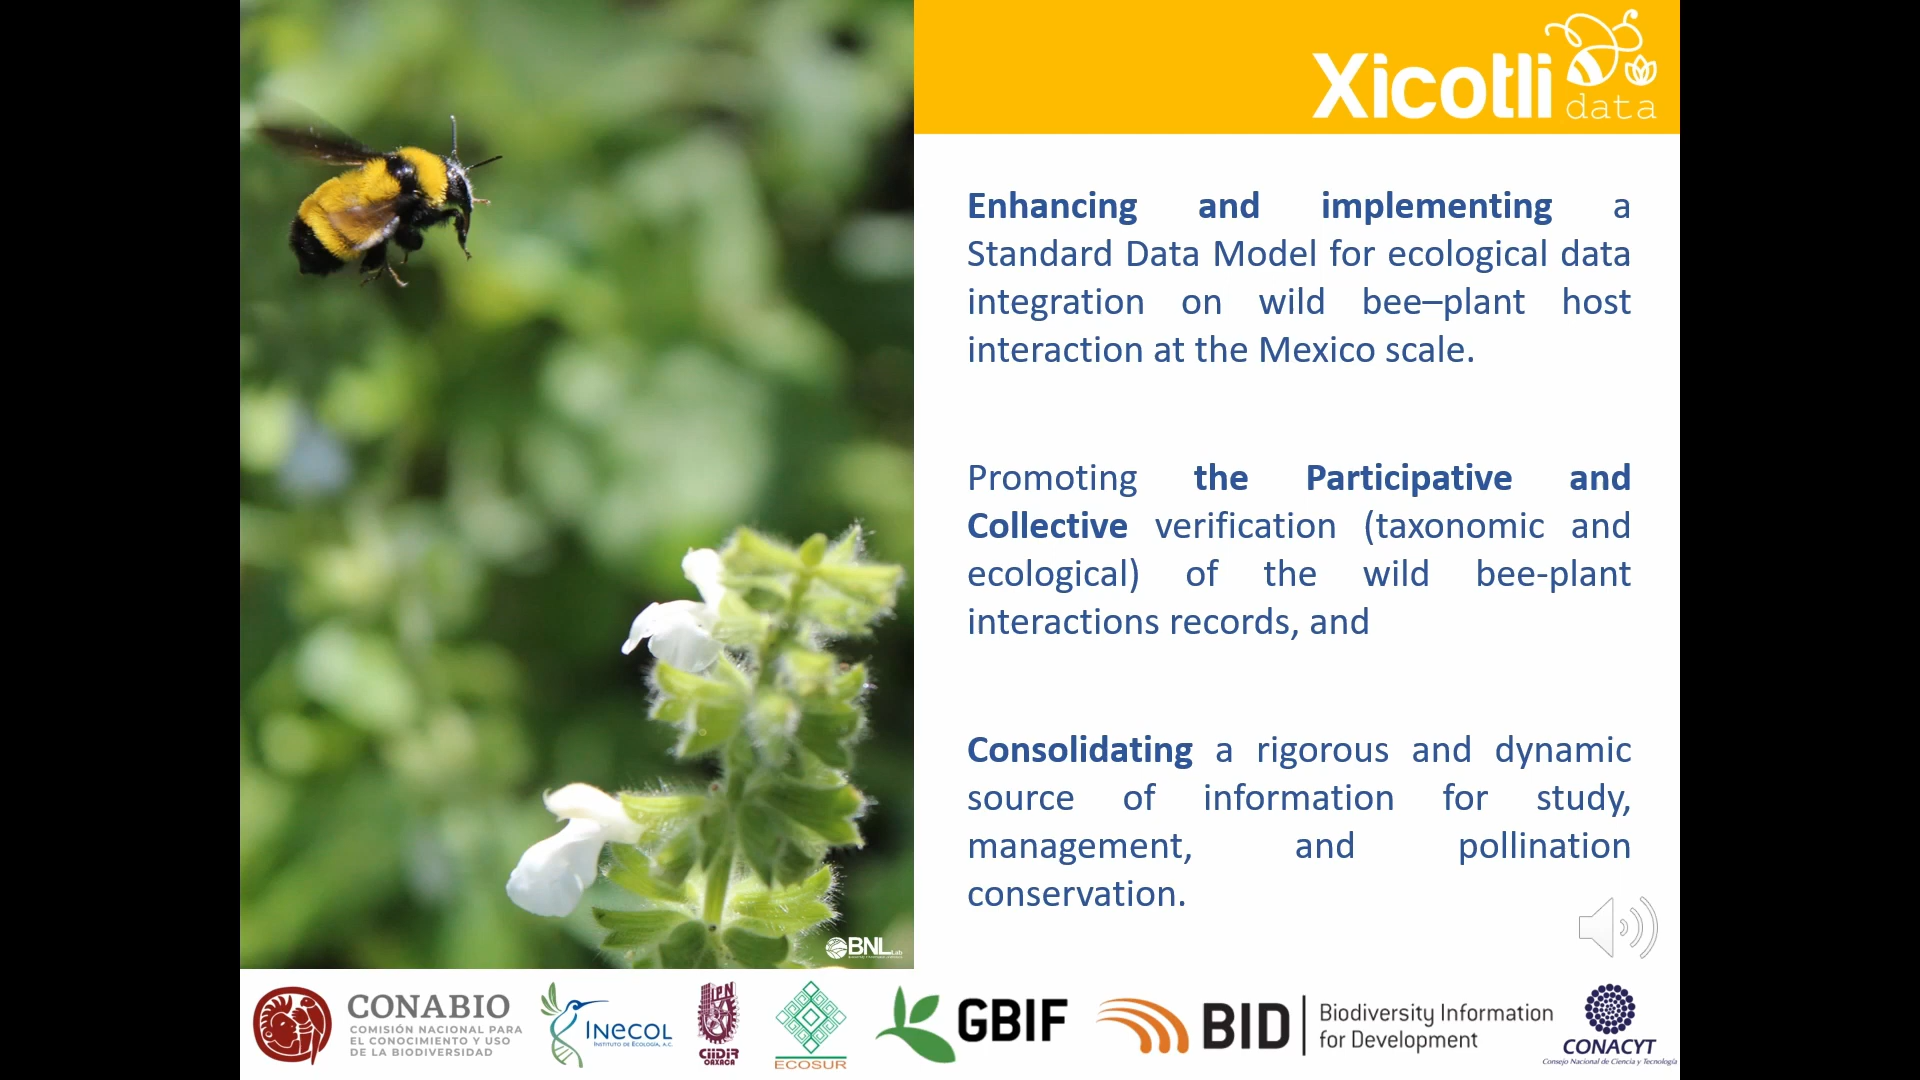 Xicotli
data
Enhancing and implementing a
Standard Data Model for ecological data
integration on wild bee–plant host
interaction at the Mexico scale.
Promoting the Participative and
Collective verification (taxonomic and
ecological) of the wild bee-plant
interactions records, and
Consolidating a rigorous and dynamic
source of information for study,
management, and pollination
conservation.
BNL
CONABIO
COMISIÓN NACIONAL PARA
EL CONOCIMIENTO Y USO
DE LA BIODIVERSIDAD
INECOL
INSTITUTO DE ECOLOGÍA, A.C.
IPN
CIIDIR
OAXACA
ECOSUR
GBIF
BID
Biodiversity Information
for Development
CONACYT
Consejo Nacional de Ciencia y Tecnología